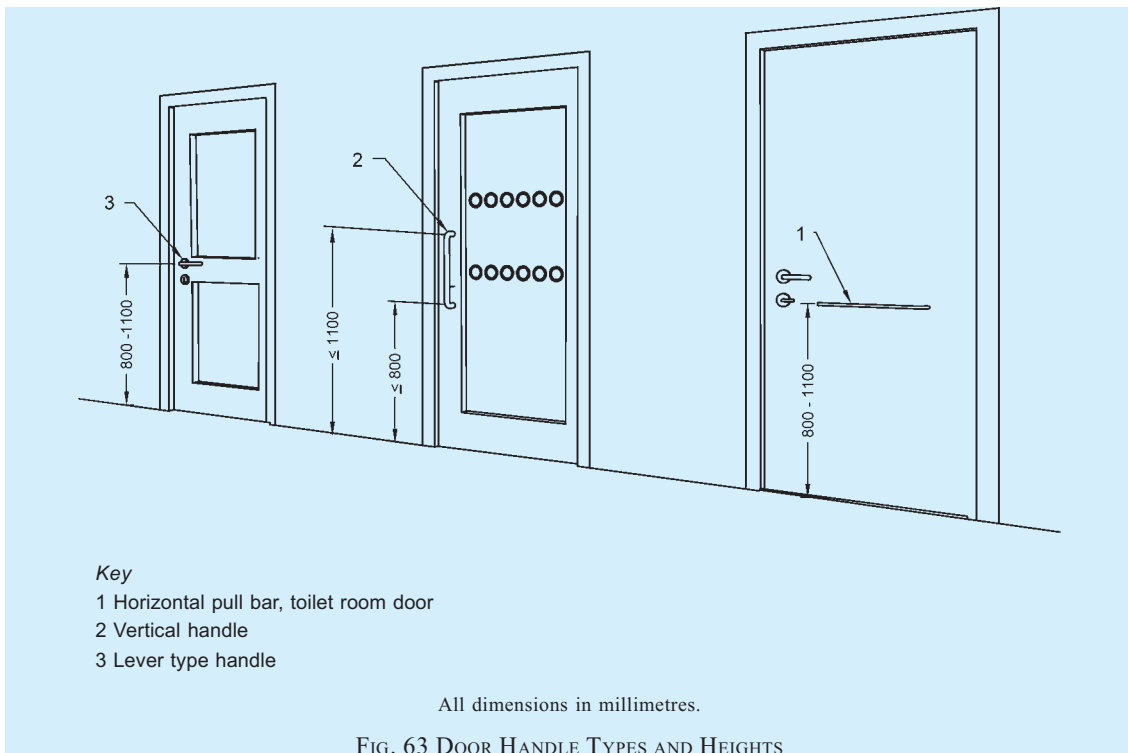 2
3
1
800 -1100
≤ 1100
≤ 800
800 - 1100
Key
1 Horizontal pull bar, toilet room door
2 Vertical handle
3 Lever type handle
All dimensions in millimetres.
FIG. 63 DOOR HANDLE TYPES AND HEIGHTS